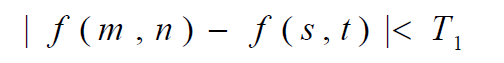 | f ( m , n ) − f ( s , t ) |< T₁